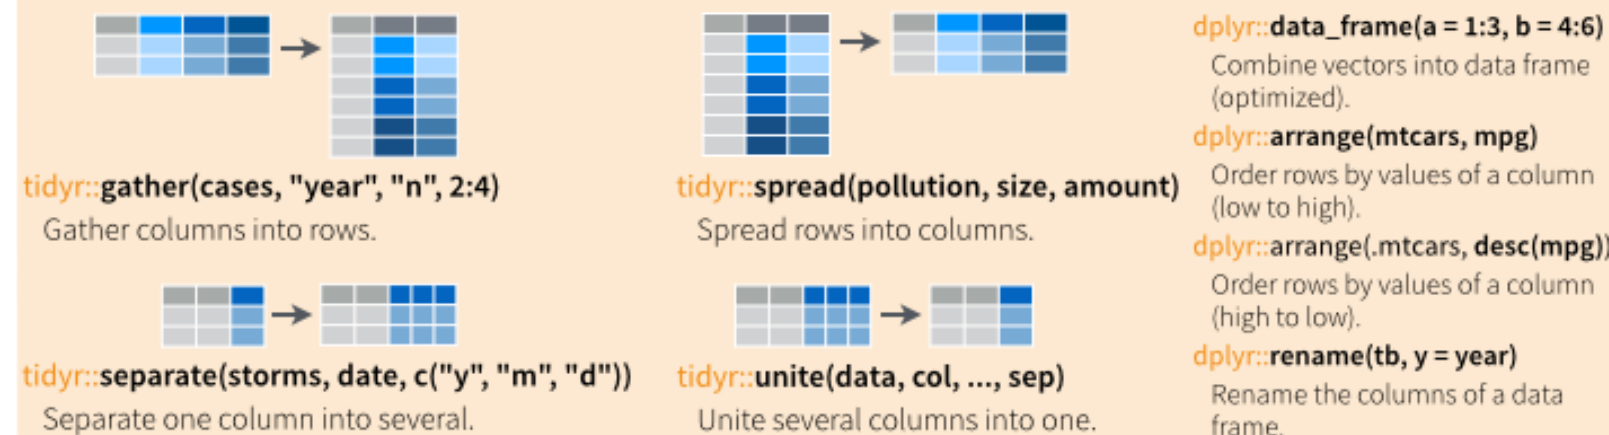 tidyr::gather(cases, "year", "n", 2:4)
Gather columns into rows.
tidyr::spread(pollution, size, amount)
Spread rows into columns.
tidyr::separate(storms, date, c("y", "m", "d"))
Separate one column into several.
tidyr::unite(data, col, ..., sep)
Unite several columns into one.
dplyr::data_frame(a = 1:3, b = 4:6)
Combine vectors into data frame
(optimized).
dplyr::arrange(mtcars, mpg)
Order rows by values of a column
(low to high).
dplyr::arrange(.mtcars, desc(mpg))
Order rows by values of a column
(high to low).
dplyr::rename(tb, y = year)
Rename the columns of a data
frame.